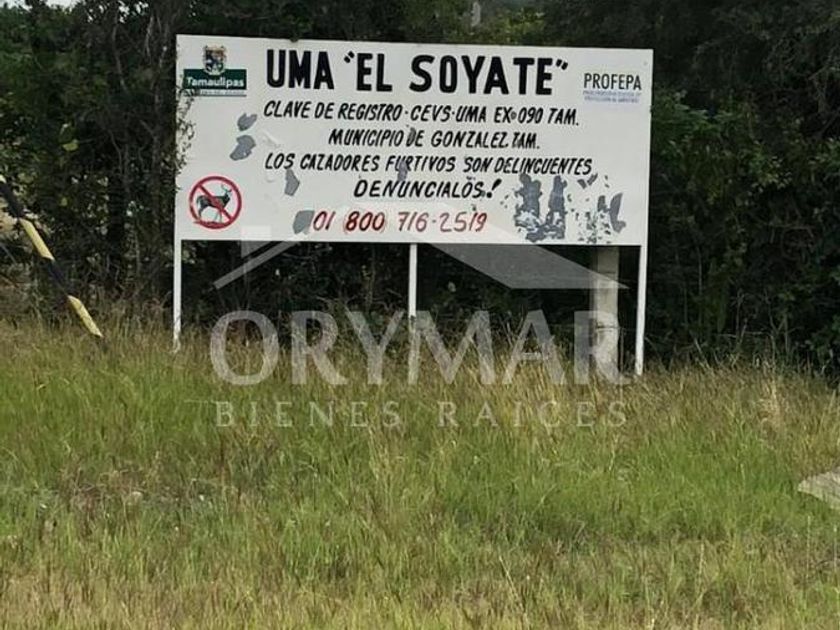 UMA "EL SOYATE"
Tamaulipas
PROFEPA
CLAVE DE REGISTRO-CEVS-UMA EX-090 TAM.
MUNICIPIO DE GONZALEZ, TAM.
LOS CAZADORES FURTIVOS SON DELINCUENTES
DENUNCIALOS!
01 (800) 716-2519
ORYMAR
BIENES RAICES